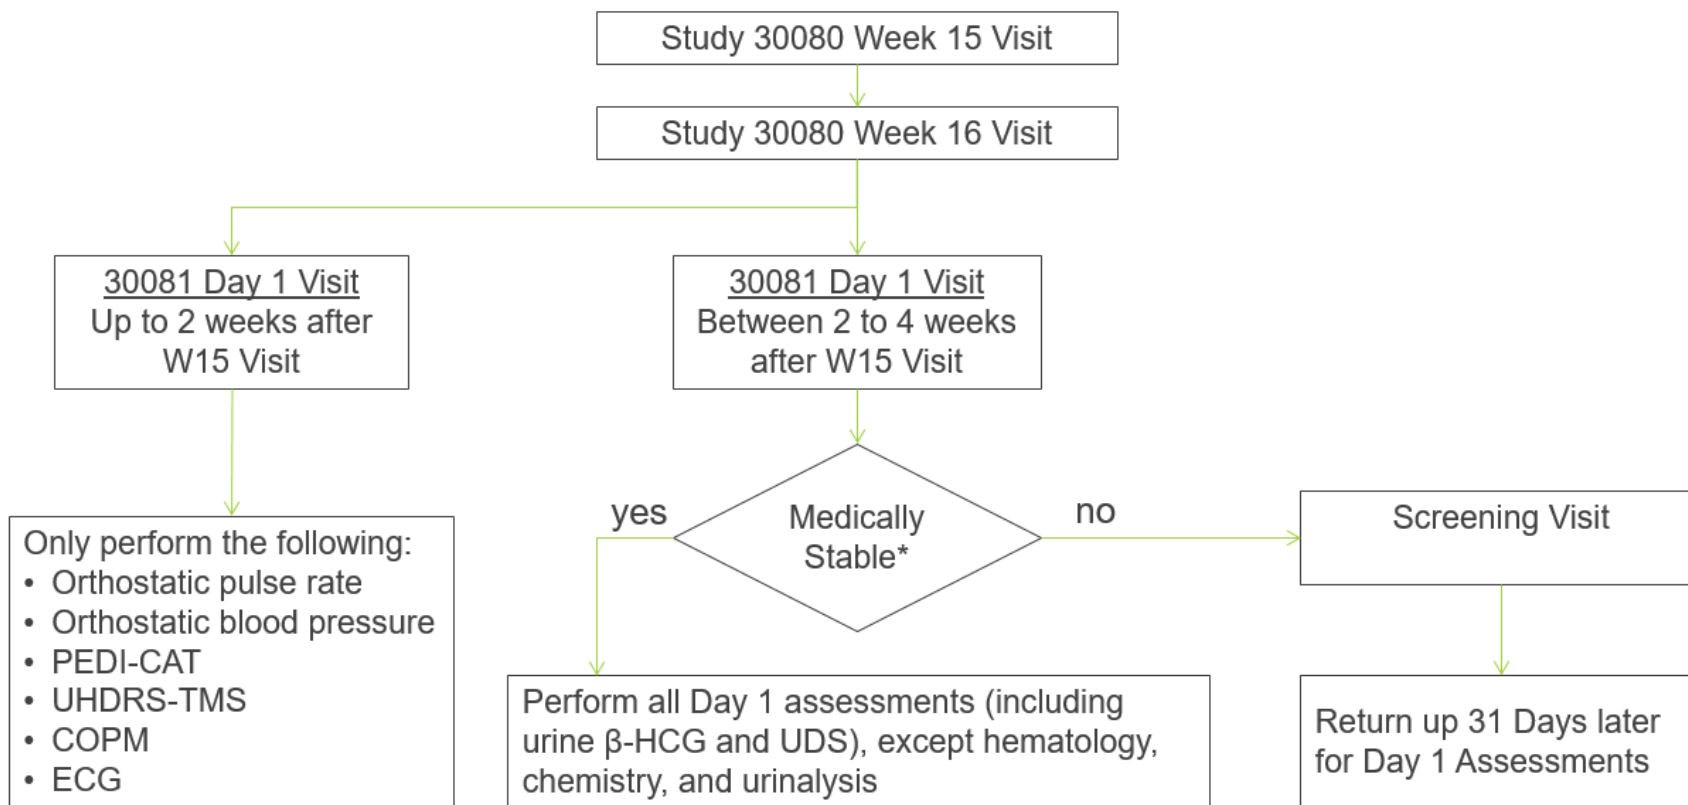 Study 30080 Week 15 Visit
Study 30080 Week 16 Visit
30081 Day 1 Visit
Up to 2 weeks after
W15 Visit
30081 Day 1 Visit
Between 2 to 4 weeks
after W15 Visit
yes
Medically
Stable*
no
Screening Visit
Only perform the following:
• Orthostatic pulse rate
• Orthostatic blood pressure
• PEDI-CAT
• UHDRS-TMS
• COPM
• ECG
Perform all Day 1 assessments (including
urine β-HCG and UDS), except hematology,
chemistry, and urinalysis
Return up 31 Days later
for Day 1 Assessments